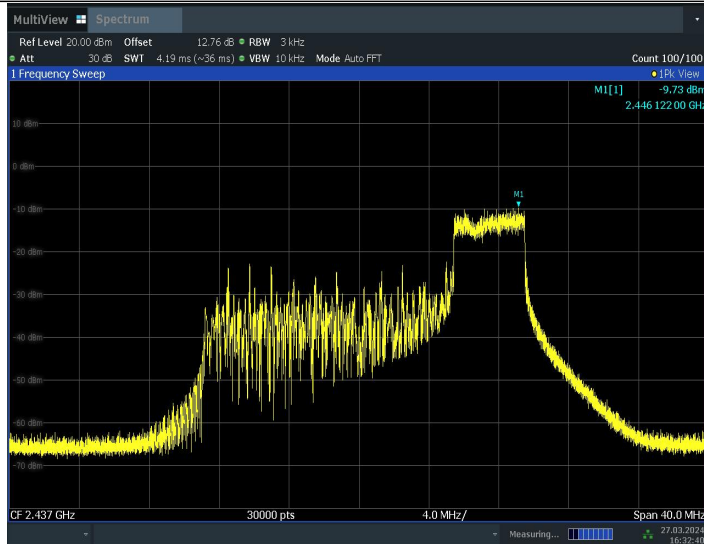 MultiView Spectrum
Ref Level 20.00 dBm Offset 12.76 dB RBW 3 kHz
Att 30 dB SWT 4.19 ms (~36 ms) VBW 10 kHz Mode Auto FFT Count 100/100
1 Frequency Sweep 1Pk View
M1[1] -9.73 dBm
2.446 122 00 GHz
10 dBm
0 dBm
M1
-10 dBm
-20 dBm
-30 dBm
-40 dBm
-50 dBm
-60 dBm
-70 dBm
CF 2.437 GHz 30000 pts 4.0 MHz/ Span 40.0 MHz
Measuring... 27.03.2024
16:32:40